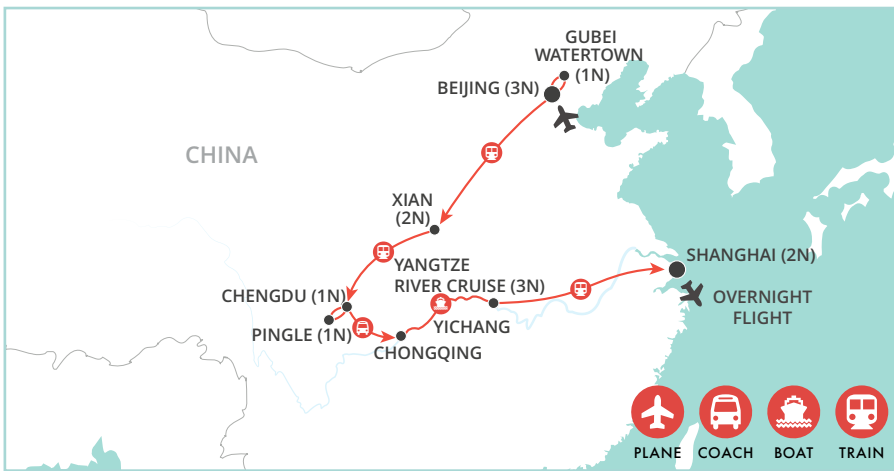 GUBEI
WATERTOWN
(1N)
BEIJING (3N)
CHINA
XIAN
(2N)
YANGTZE
RIVER CRUISE (3N)
SHANGHAI (2N)
CHENGDU (1N)
OVERNIGHT
FLIGHT
PINGLE (1N)
YICHANG
CHONGQING
PLANE COACH BOAT TRAIN